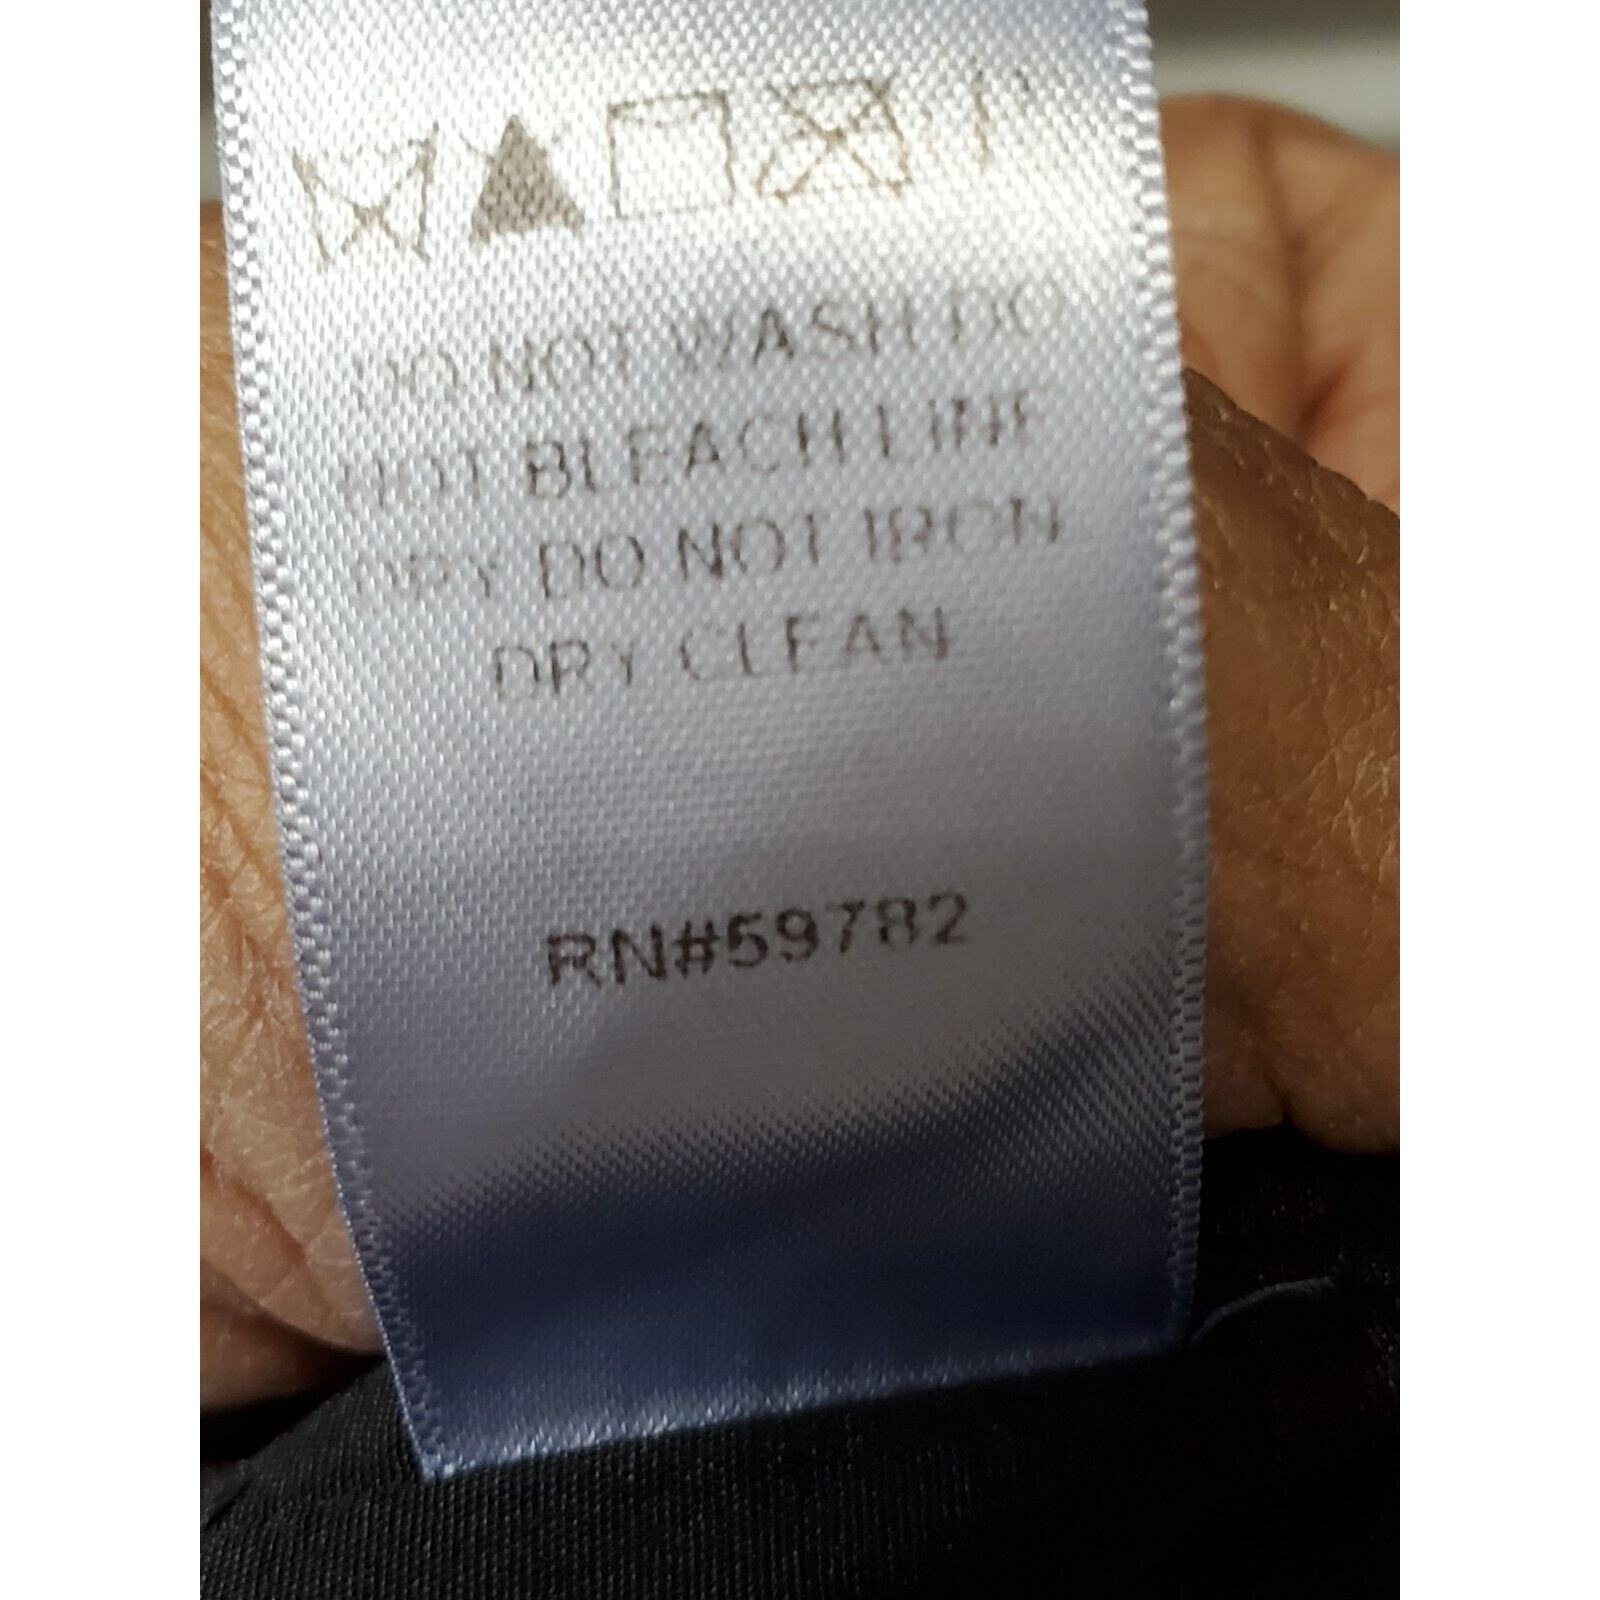 DO NOT WASH DO
NOT BLEACH LINE
DRY DO NOT IRON
DRY CLEAN
RN#59782